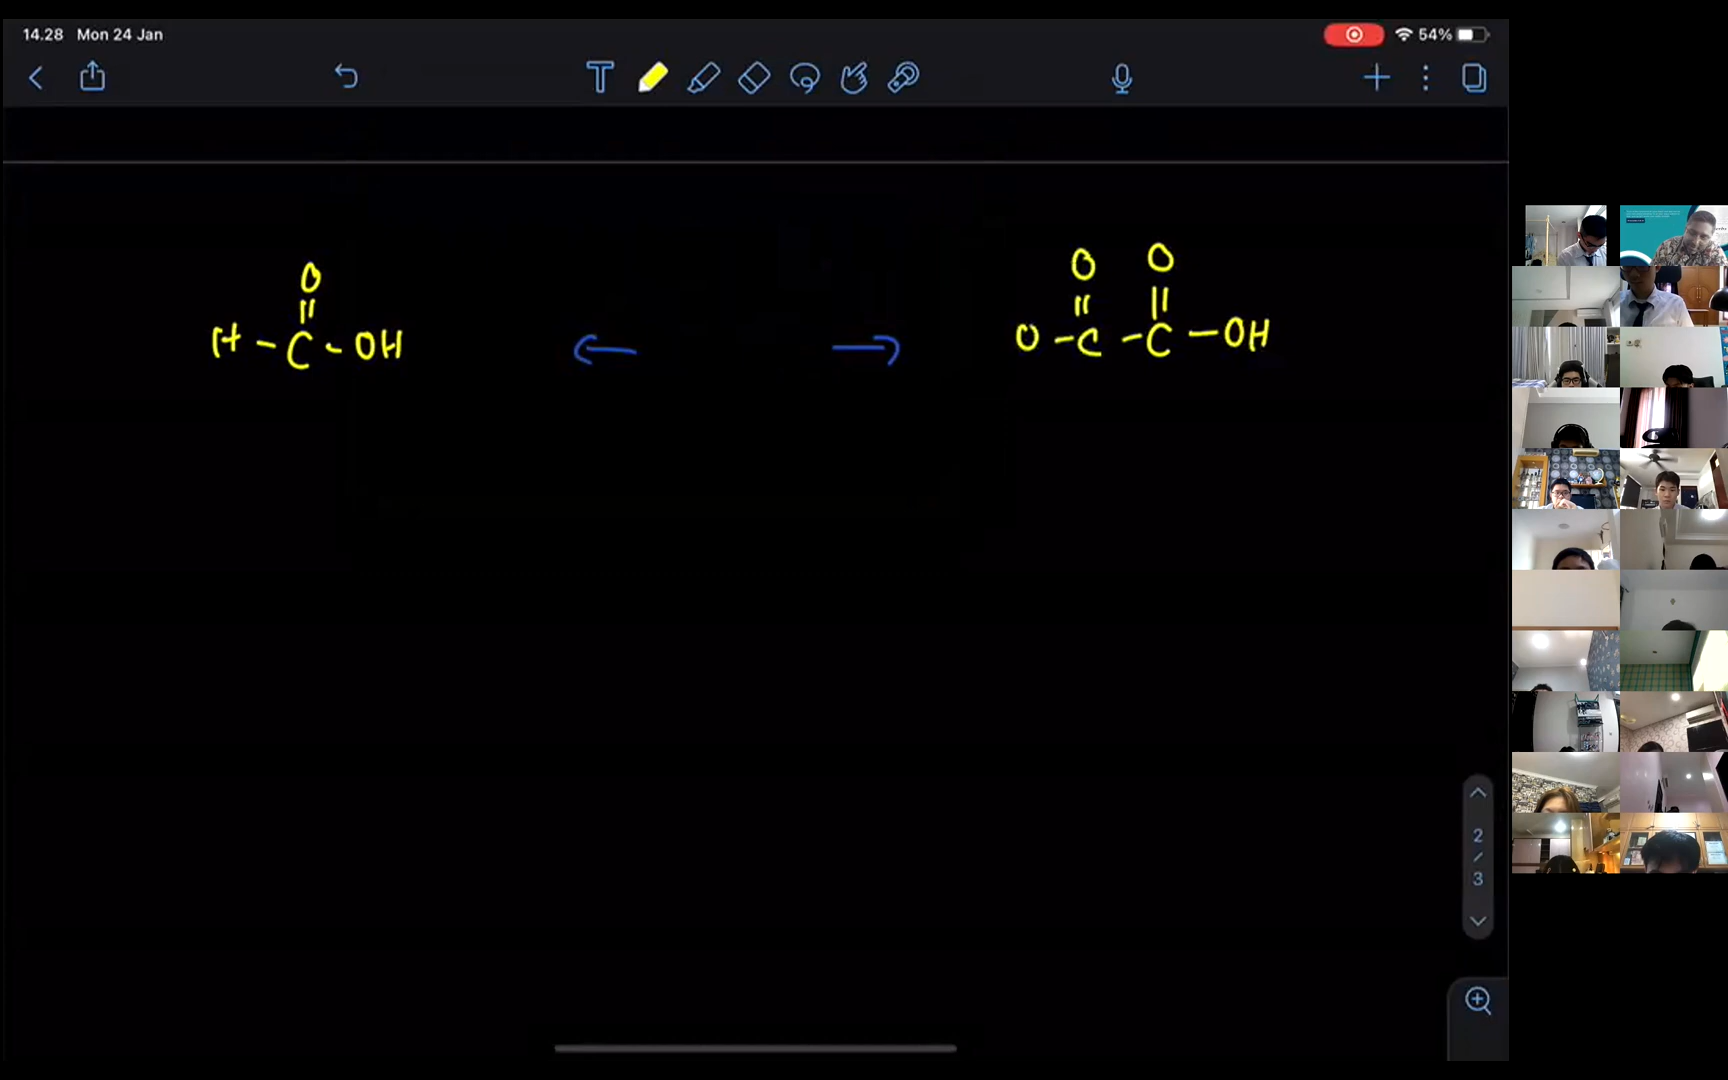 14.28 Mon 24 Jan
54%
O
||
H - C - OH
← →
O O
|| ||
O - C - C - OH
2
/
3